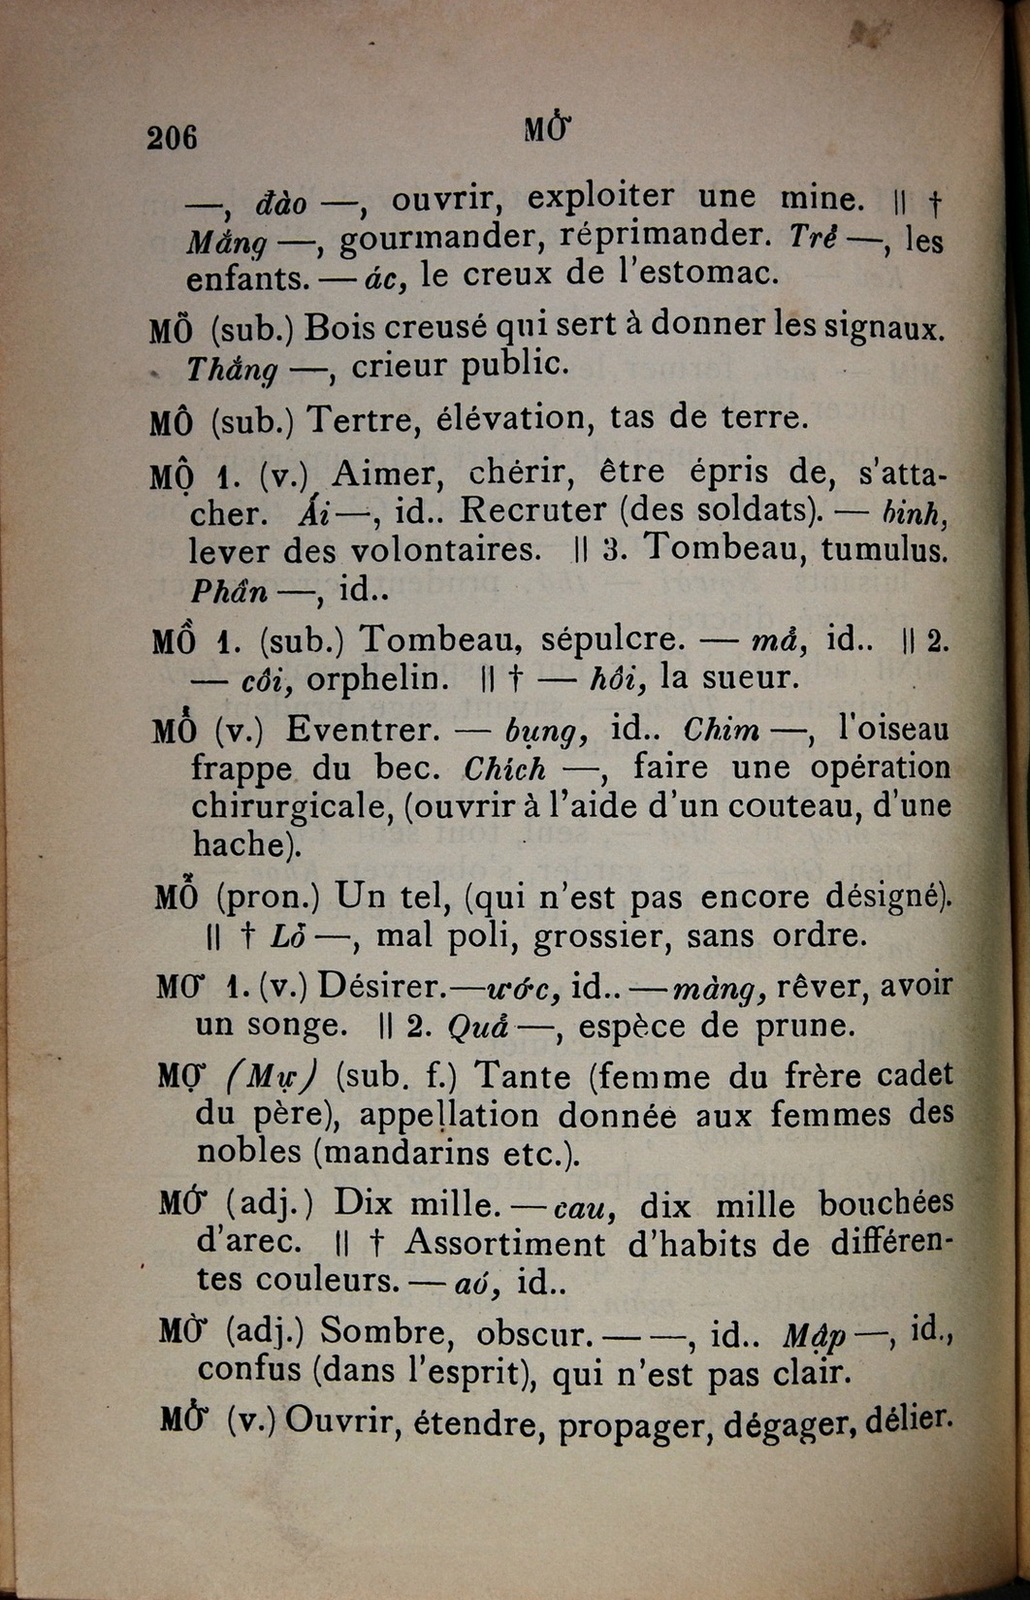 206
MỞ
—, đào —, ouvrir, exploiter une mine. || †
Mắng —, gourmander, réprimander. Trẻ —, les
enfants. — ác, le creux de l'estomac.
MÕ (sub.) Bois creusé qui sert à donner les signaux.
Thằng —, crieur public.
MÔ (sub.) Tertre, élévation, tas de terre.
MỘ 1. (v.) Aimer, chérir, être épris de, s'atta-
cher. Ái —, id.. Recruter (des soldats). — binh,
lever des volontaires. || 3. Tombeau, tumulus.
Phần —, id..
MỒ 1. (sub.) Tombeau, sépulcre. — mả, id.. || 2.
— côi, orphelin. || † — hôi, la sueur.
MỔ (v.) Eventrer. — bụng, id.. Chim —, l'oiseau
frappe du bec. Chích —, faire une opération
chirurgicale, (ouvrir à l'aide d'un couteau, d'une
hache).
MỖ (pron.) Un tel, (qui n'est pas encore désigné).
|| † Lỗ —, mal poli, grossier, sans ordre.
MƠ 1. (v.) Désirer. — ước, id.. — màng, rêver, avoir
un songe. || 2. Quả —, espèce de prune.
MỢ (Mự) (sub. f.) Tante (femme du frère cadet
du père), appellation donnée aux femmes des
nobles (mandarins etc.).
MỚ (adj.) Dix mille. — cau, dix mille bouchées
d'arec. || † Assortiment d'habits de différen-
tes couleurs. — aó, id..
MỜ (adj.) Sombre, obscur. — —, id.. Mập —, id.,
confus (dans l'esprit), qui n'est pas clair.
MỞ (v.) Ouvrir, étendre, propager, dégager, délier.